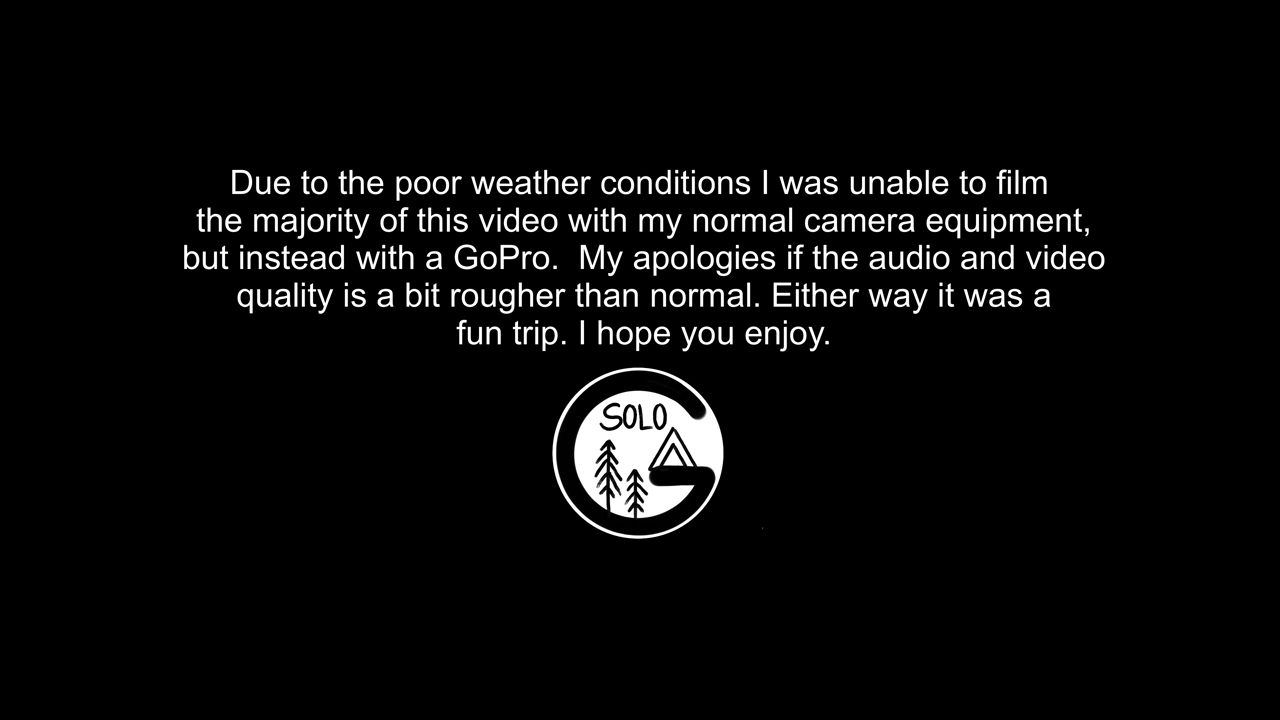 Due to the poor weather conditions I was unable to film
the majority of this video with my normal camera equipment,
but instead with a GoPro.  My apologies if the audio and video
quality is a bit rougher than normal. Either way it was a
fun trip. I hope you enjoy.
SOLO
G